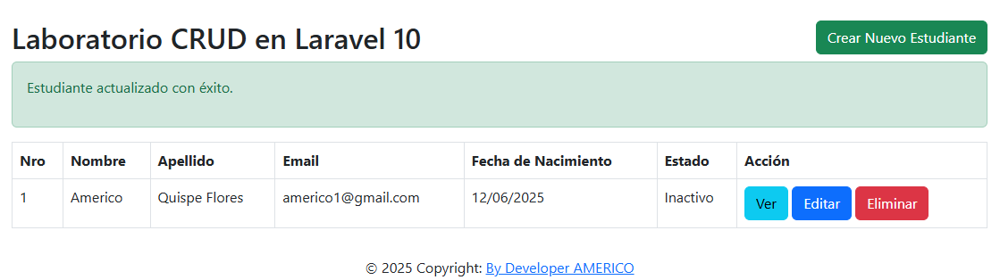 Laboratorio CRUD en Laravel 10
Crear Nuevo Estudiante
Estudiante actualizado con éxito.
Nro Nombre Apellido Email Fecha de Nacimiento Estado Acción
1 Americo Quispe Flores americo1@gmail.com 12/06/2025 Inactivo Ver Editar Eliminar
© 2025 Copyright: By Developer AMERICO